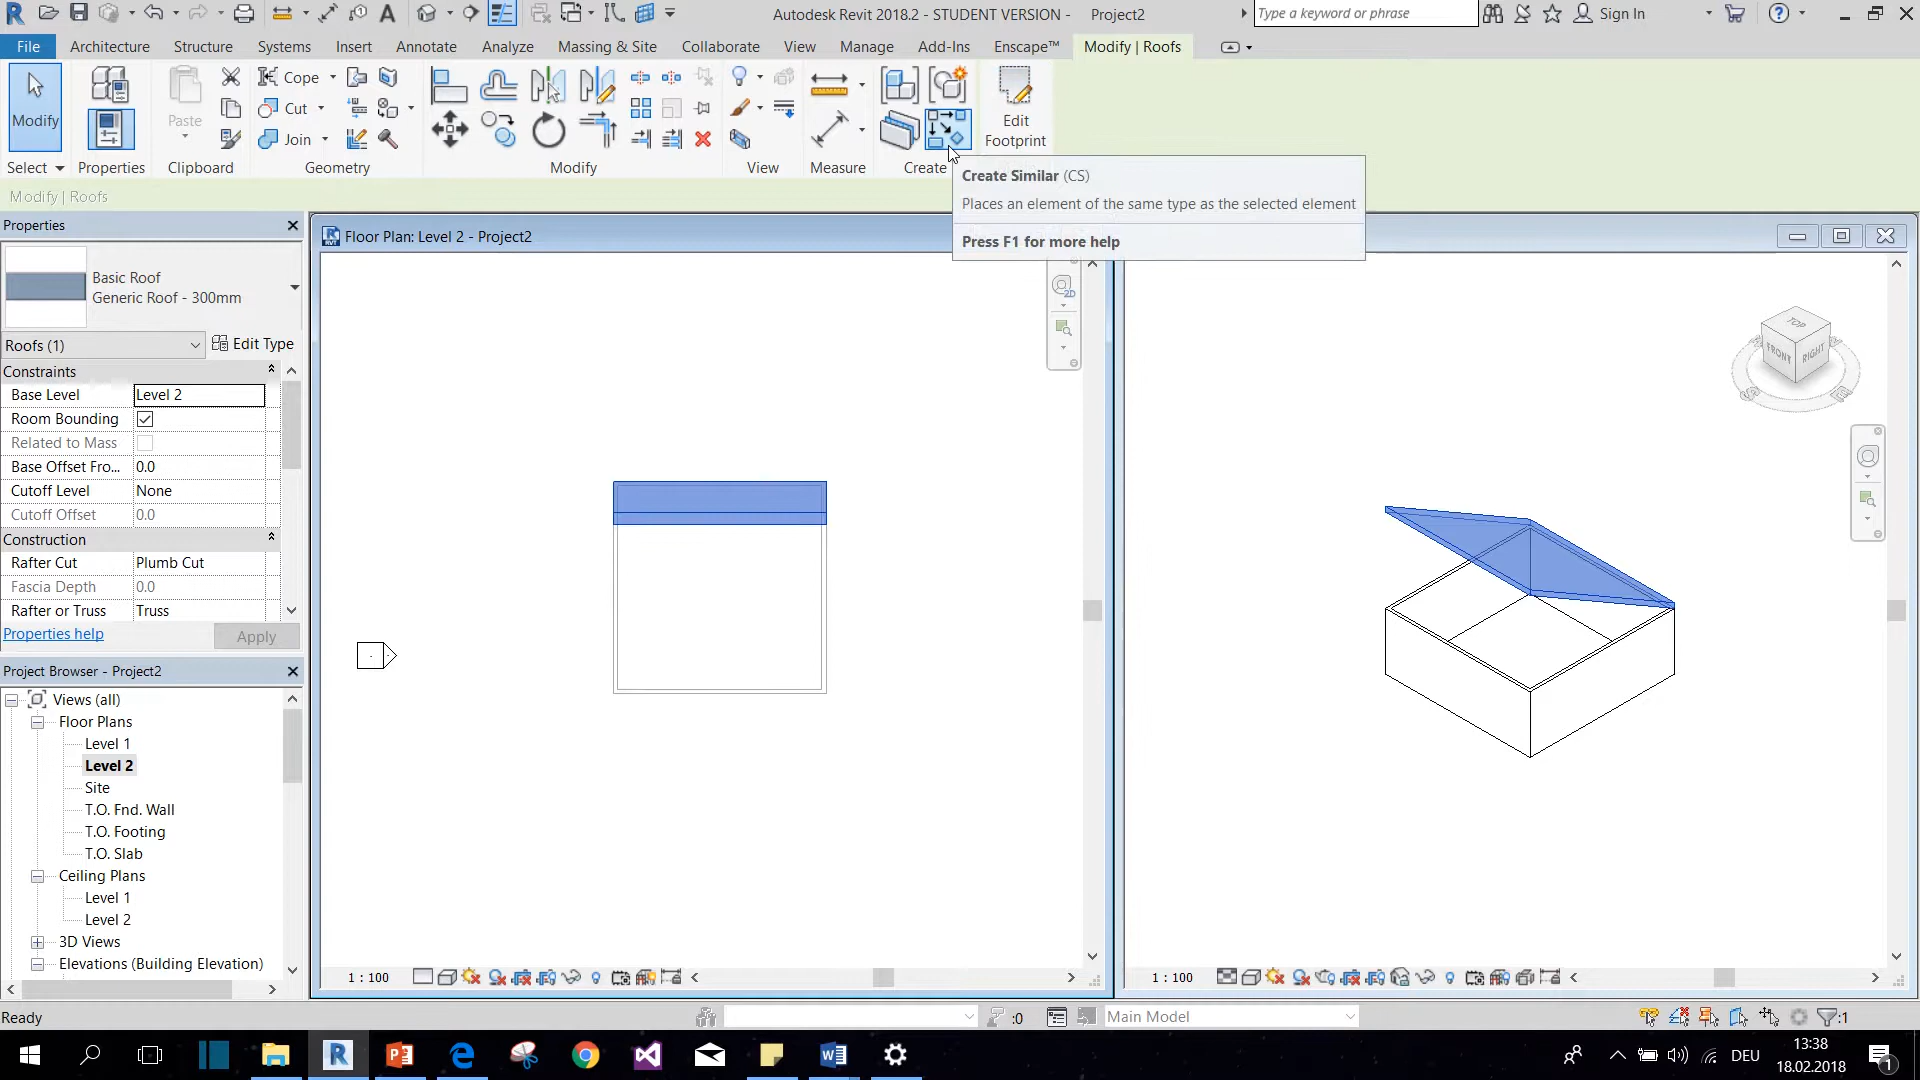 Autodesk Revit 2018.2 - STUDENT VERSION - Project2
Type a keyword or phrase
Sign In
File Architecture Structure Systems Insert Annotate Analyze Massing & Site Collaborate View Manage Add-Ins Enscape™ Modify | Roofs
Modify
Paste
Cope
Cut
Join
Edit
Footprint
Select Properties Clipboard Geometry Modify View Measure Create
Modify | Roofs
Create Similar (CS)
Places an element of the same type as the selected element
Press F1 for more help
Properties
Basic Roof
Generic Roof - 300mm
Roofs (1)
Edit Type
Constraints
Base Level Level 2
Room Bounding
Related to Mass
Base Offset Fro... 0.0
Cutoff Level None
Cutoff Offset 0.0
Construction
Rafter Cut Plumb Cut
Fascia Depth 0.0
Rafter or Truss Truss
Properties help
Apply
Project Browser - Project2
Views (all)
Floor Plans
Level 1
Level 2
Site
T.O. Fnd. Wall
T.O. Footing
T.O. Slab
Ceiling Plans
Level 1
Level 2
3D Views
Elevations (Building Elevation)
Floor Plan: Level 2 - Project2
2D
TOP
FRONT
RIGHT
1 : 100
1 : 100
Ready
:0
Main Model
:1
DEU
13:38
18.02.2018
1